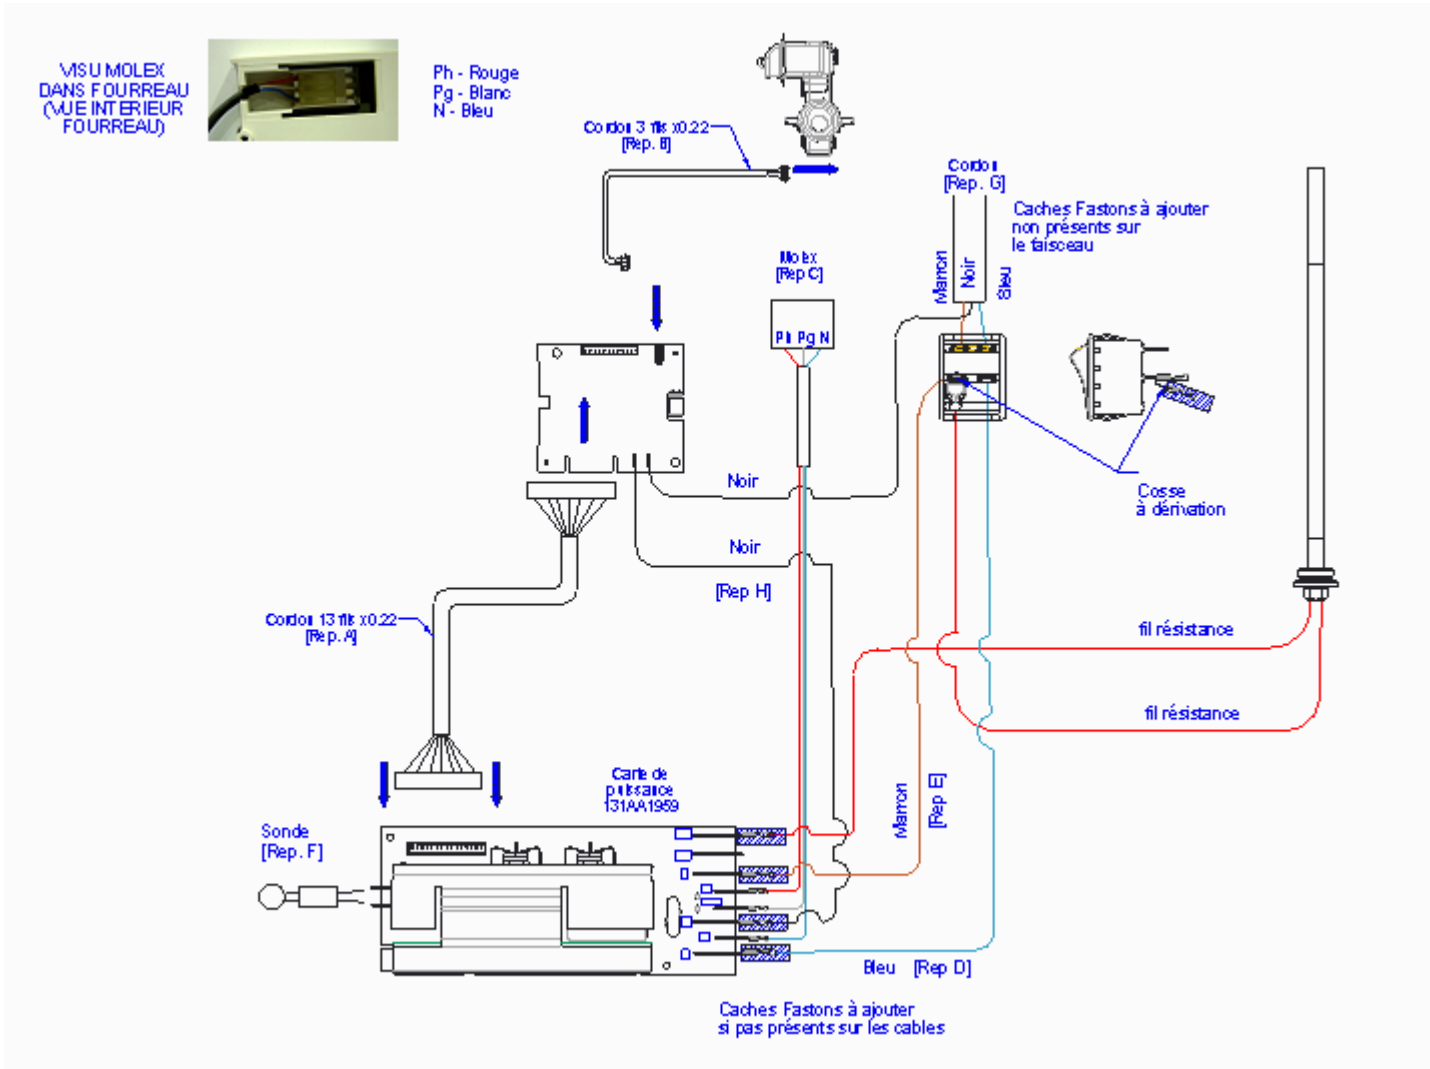 VISU MOLEX
DANS FOURREAU
(VUE INTERIEUR
FOURREAU)
Ph - Rouge
Pg - Blanc
N - Bleu
Cordon 3 fils x0.22
[Rep. B]
Cordon
[Rep. G]
Caches Fastons à ajouter
non présents sur
le faisceau
Marron
Noir
Bleu
Molex
[Rep C]
Ph Pg N
Cosse
à dérivation
Noir
Noir
[Rep H]
Cordon 13 fils x0.22
[Rep. A]
fil résistance
fil résistance
Carte de
puissance
131AA1959
Marron
[Rep E]
Sonde
[Rep. F]
Bleu [Rep D]
Caches Fastons à ajouter
si pas présents sur les cables